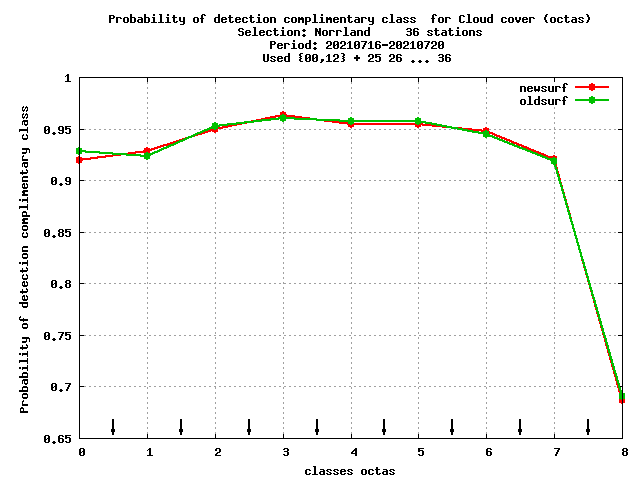 Probability of detection complimentary class  for Cloud cover (octas)
Selection: Norrland     36 stations
Period: 20210716-20210720
Used {00,12} + 25 26 ... 36
newsurf
oldsurf
Probability of detection complimentary class
1
0.95
0.9
0.85
0.8
0.75
0.7
0.65
0 1 2 3 4 5 6 7 8
classes octas